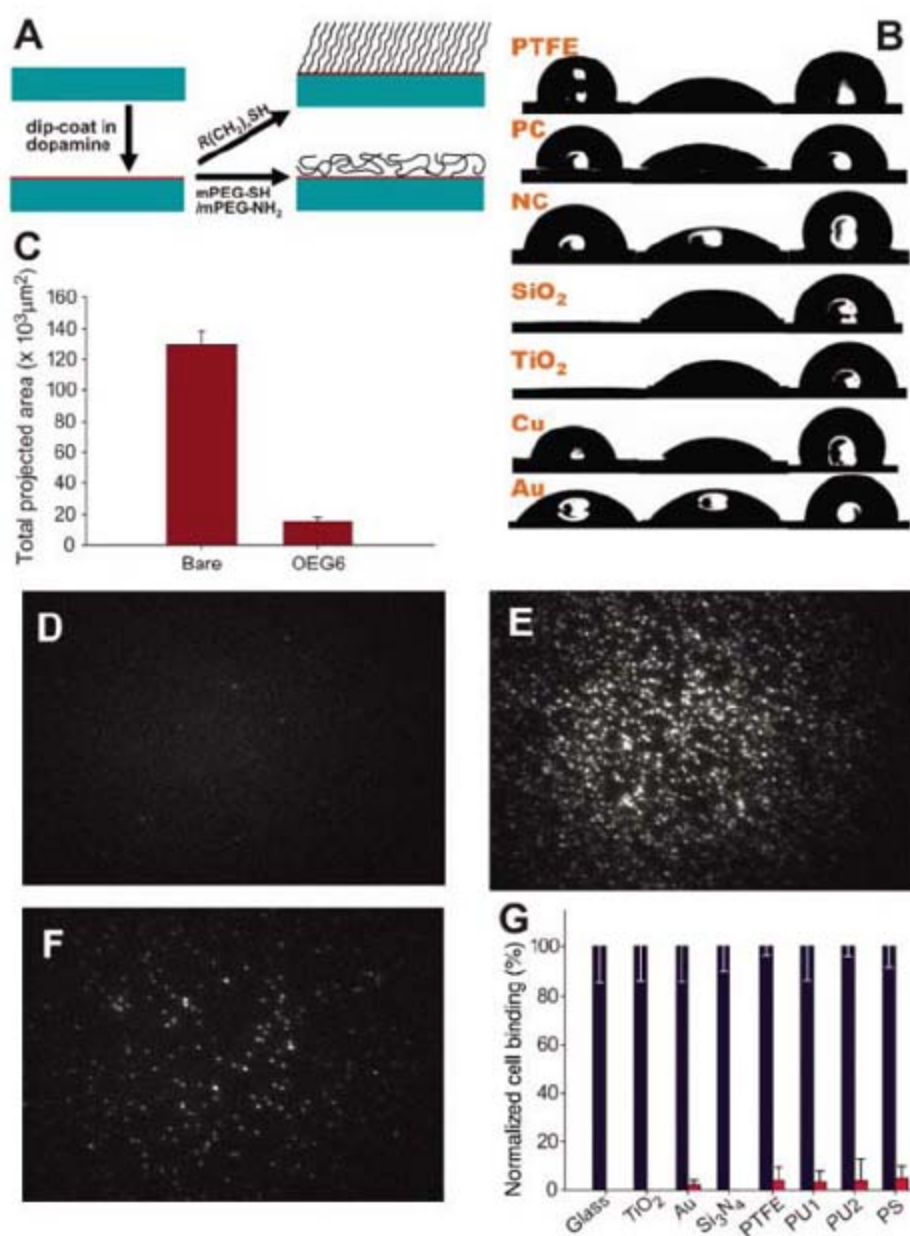 A
dip-coat in
dopamine
R(CH₂)ₓSH
mPEG-SH
/mPEG-NH₂
B
PTFE
PC
NC
SiO₂
TiO₂
Cu
Au
C
Total projected area (x 10³μm²)
160
140
120
100
80
60
40
20
0
Bare
OEG6
D
E
F
G
Normalized cell binding (%)
100
80
60
40
20
0
Glass
TiO₂
Au
Si₃N₄
PTFE
PU1
PU2
PS